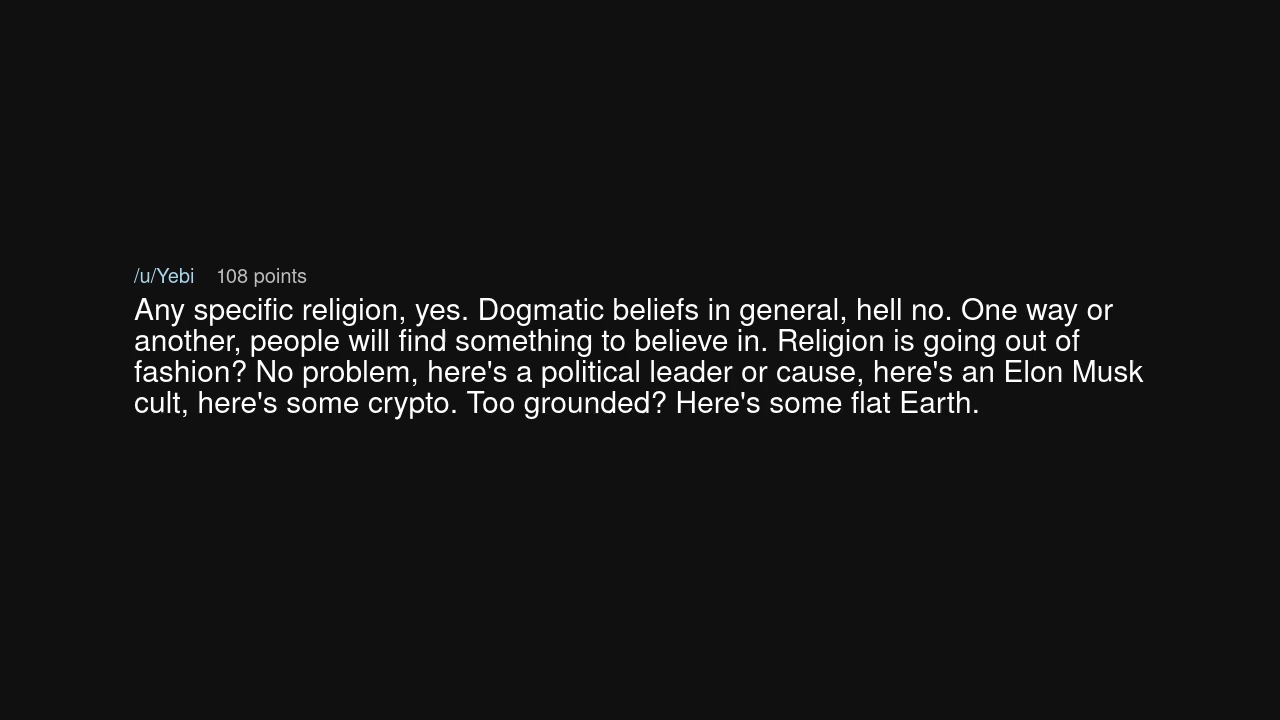 /u/Yebi 108 points
Any specific religion, yes. Dogmatic beliefs in general, hell no. One way or
another, people will find something to believe in. Religion is going out of
fashion? No problem, here's a political leader or cause, here's an Elon Musk
cult, here's some crypto. Too grounded? Here's some flat Earth.